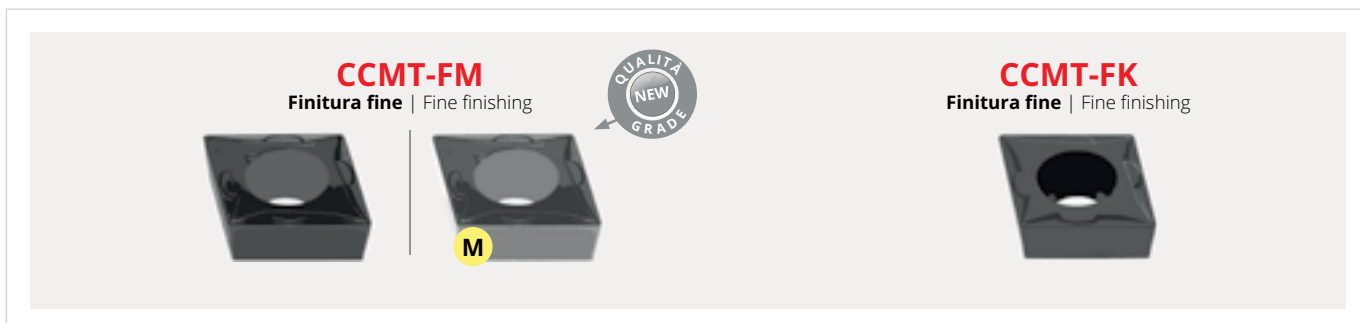 CCMT-FM
Finitura fine | Fine finishing
QUALITÀ
NEW
GRADE
M
CCMT-FK
Finitura fine | Fine finishing